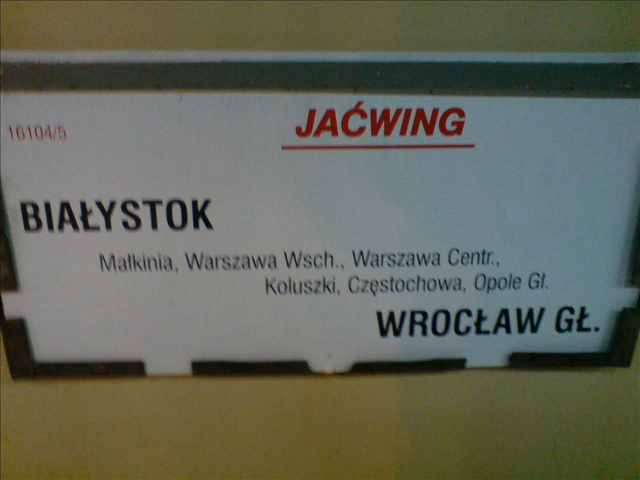 16104/5
JAĆWING
BIAŁYSTOK
Małkinia, Warszawa Wsch., Warszawa Centr.,
Koluszki, Częstochowa, Opole Gł.
WROCŁAW GŁ.